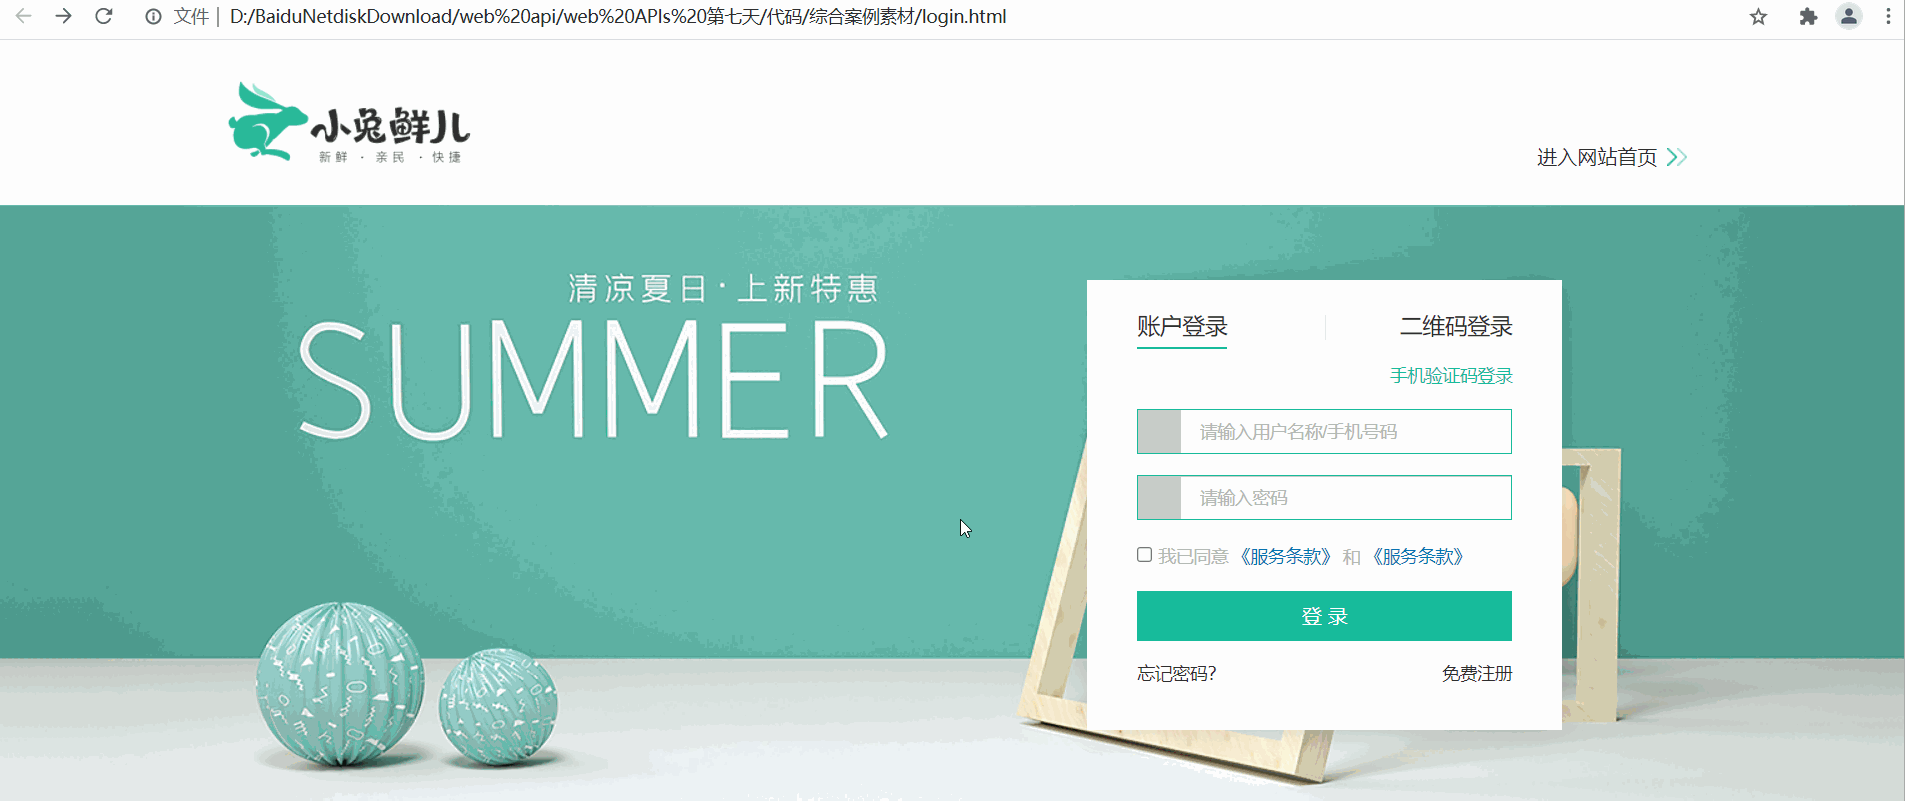 文件 | D:/BaiduNetdiskDownload/web%20api/web%20APIs%20第七天/代码/综合案例素材/login.html
小兔鲜儿
新鲜 · 亲民 · 快捷
进入网站首页
清凉夏日·上新特惠
SUMMER
账户登录 二维码登录
手机验证码登录
请输入用户名称/手机号码
请输入密码
我已同意《服务条款》和《服务条款》
登 录
忘记密码? 免费注册